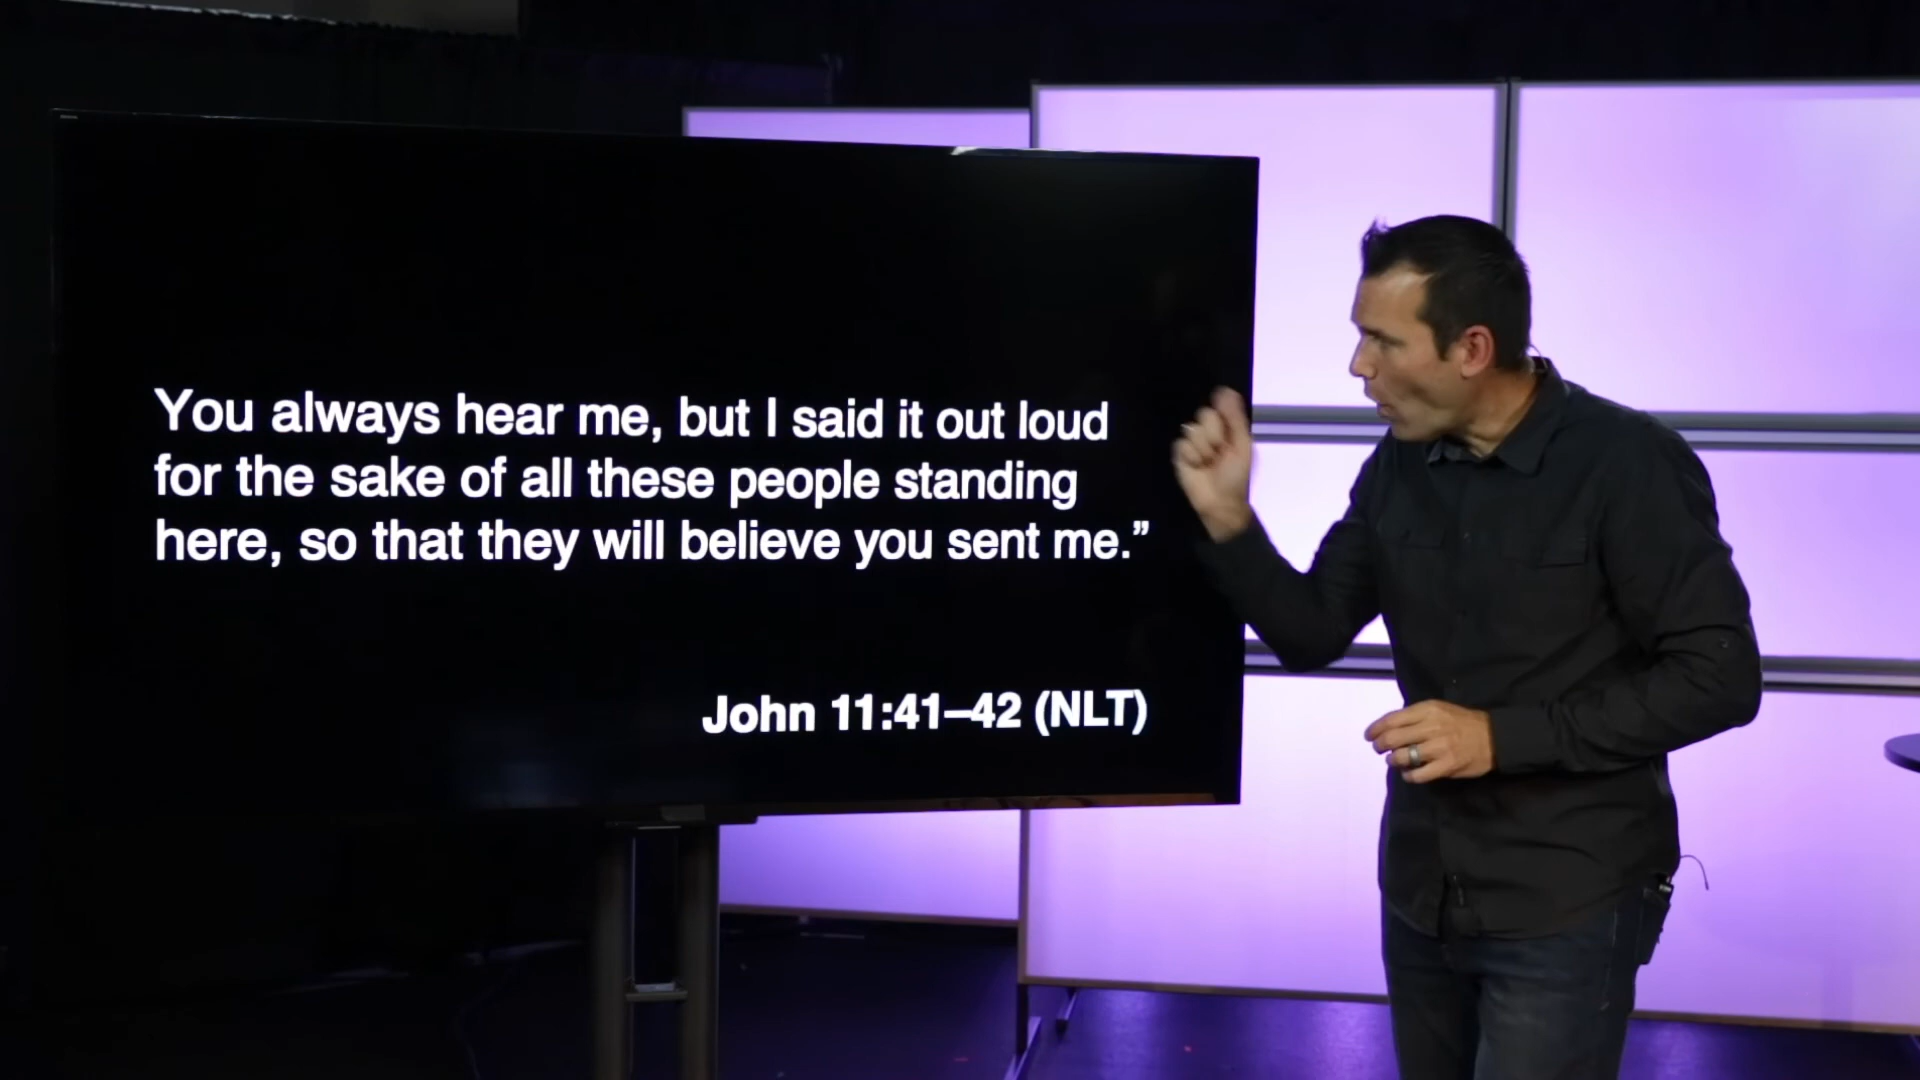 You always hear me, but I said it out loud
for the sake of all these people standing
here, so that they will believe you sent me.”
John 11:41–42 (NLT)